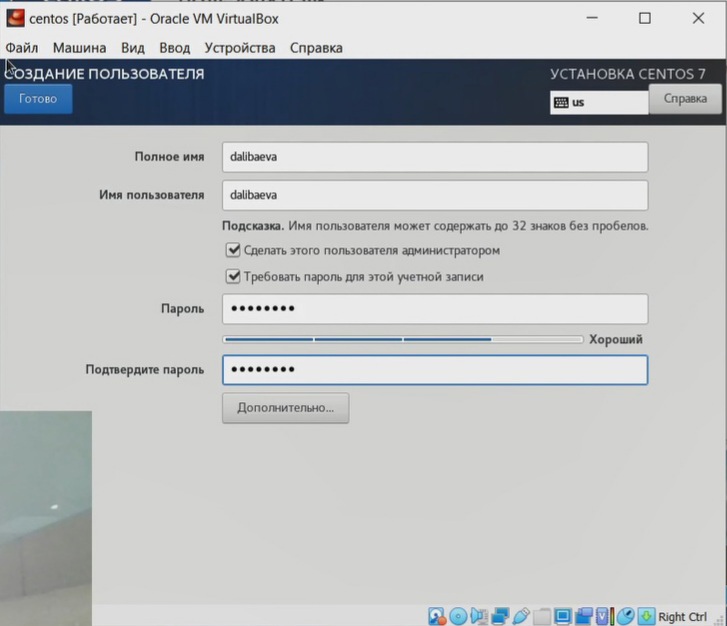 centos [Работает] - Oracle VM VirtualBox
Файл Машина Вид Ввод Устройства Справка
СОЗДАНИЕ ПОЛЬЗОВАТЕЛЯ УСТАНОВКА CENTOS 7
Готово us Справка
Полное имя dalibaeva
Имя пользователя dalibaeva
Подсказка. Имя пользователя может содержать до 32 знаков без пробелов.
Сделать этого пользователя администратором
Требовать пароль для этой учетной записи
Пароль ••••••••
Хороший
Подтвердите пароль ••••••••
Дополнительно...
Right Ctrl